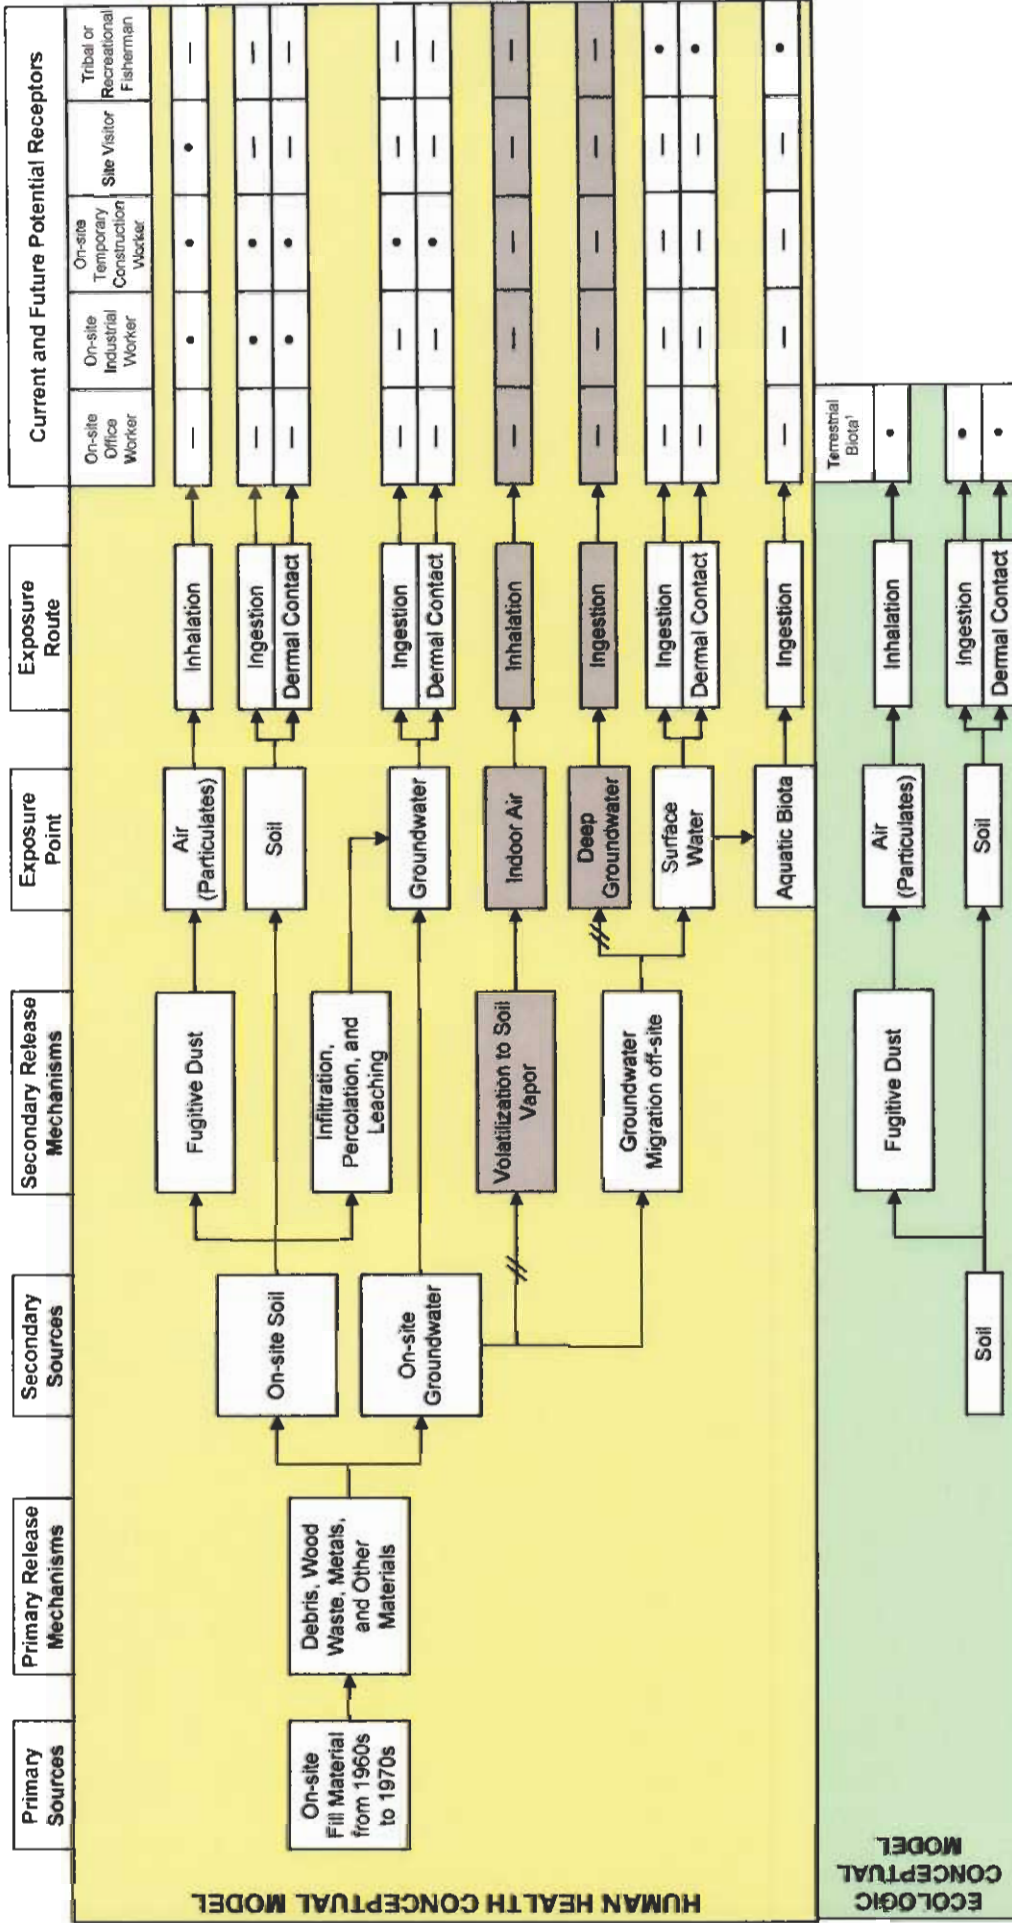 Primary
Sources
Primary Release
Mechanisms
Secondary
Sources
Secondary Release
Mechanisms
Exposure
Point
Exposure
Route
Current and Future Potential Receptors
On-site
Office
Worker
On-site
Industrial
Worker
On-site
Temporary
Construction
Worker
Site Visitor
Tribal or
Recreational
Fisherman
HUMAN HEALTH CONCEPTUAL MODEL
On-site
Fill Material
from 1960s
to 1970s
Debris, Wood
Waste, Metals,
and Other
Materials
On-site Soil
On-site
Groundwater
Fugitive Dust
Infiltration,
Percolation, and
Leaching
Volatilization to Soil
Vapor
Groundwater
Migration off-site
Air
(Particulates)
Soil
Groundwater
Indoor Air
Deep
Groundwater
Surface
Water
Aquatic Biota
Inhalation
— • • • —
Ingestion
— • • — —
Dermal Contact
— • • — —
Ingestion
— — • — —
Dermal Contact
— — • — —
Inhalation
— — — — —
Ingestion
— — — — —
Ingestion
— — — — •
Dermal Contact
— — — — •
Ingestion
— — — — •
ECOLOGIC
CONCEPTUAL
MODEL
Terrestrial
Biota¹
Soil
Fugitive Dust
Air
(Particulates)
Soil
Inhalation
•
Ingestion
•
Dermal Contact
•